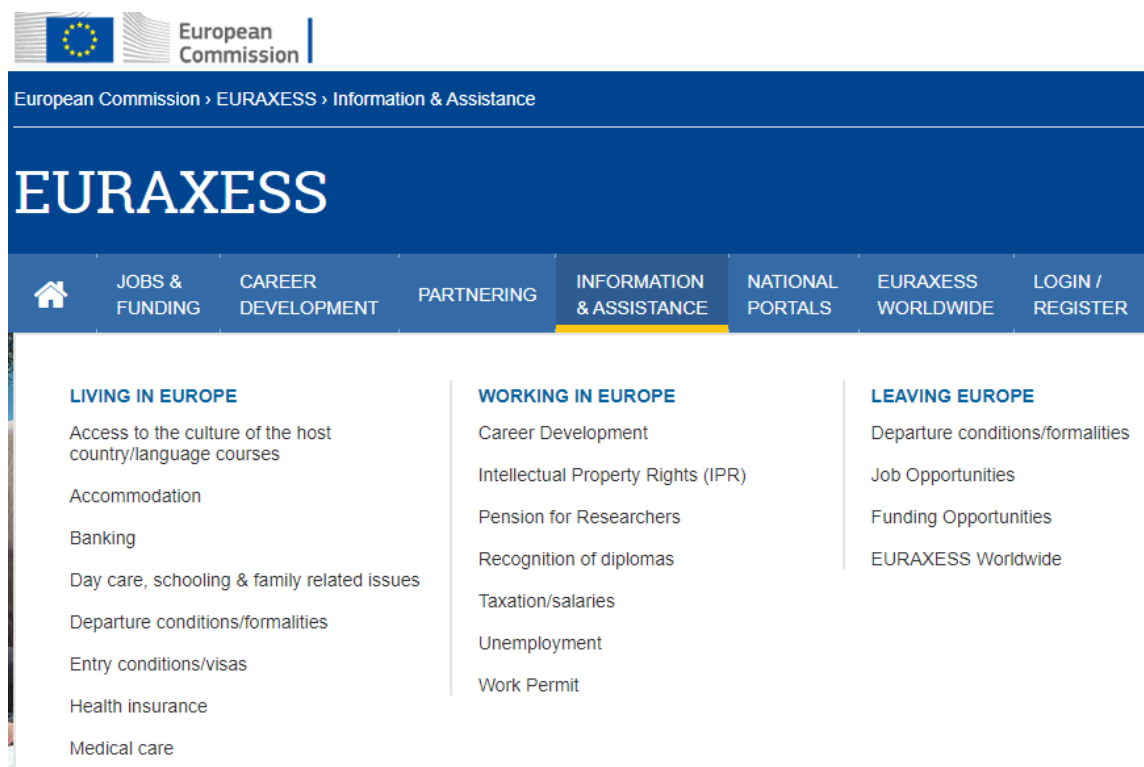 European
Commission
European Commission › EURAXESS › Information & Assistance
EURAXESS
JOBS &
FUNDING
CAREER
DEVELOPMENT
PARTNERING
INFORMATION
& ASSISTANCE
NATIONAL
PORTALS
EURAXESS
WORLDWIDE
LOGIN /
REGISTER
LIVING IN EUROPE
Access to the culture of the host
country/language courses
Accommodation
Banking
Day care, schooling & family related issues
Departure conditions/formalities
Entry conditions/visas
Health insurance
Medical care
WORKING IN EUROPE
Career Development
Intellectual Property Rights (IPR)
Pension for Researchers
Recognition of diplomas
Taxation/salaries
Unemployment
Work Permit
LEAVING EUROPE
Departure conditions/formalities
Job Opportunities
Funding Opportunities
EURAXESS Worldwide